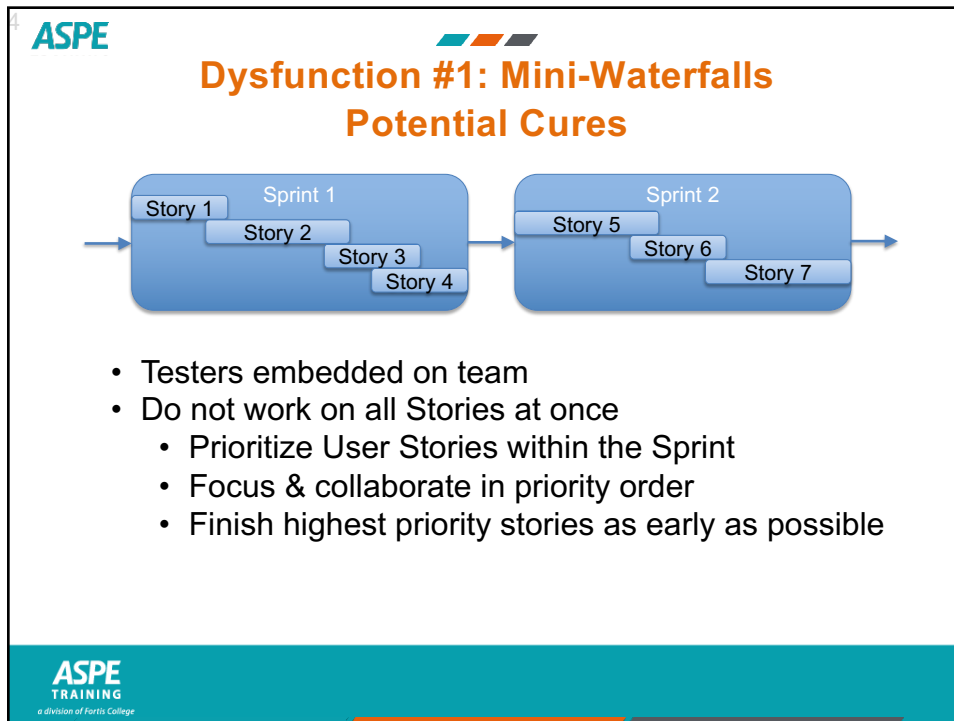 4
ASPE
Dysfunction #1: Mini-Waterfalls
Potential Cures
Sprint 1
Story 1
Story 2
Story 3
Story 4
Sprint 2
Story 5
Story 6
Story 7
• Testers embedded on team
• Do not work on all Stories at once
• Prioritize User Stories within the Sprint
• Focus & collaborate in priority order
• Finish highest priority stories as early as possible
ASPE
TRAINING
a division of Fortis College